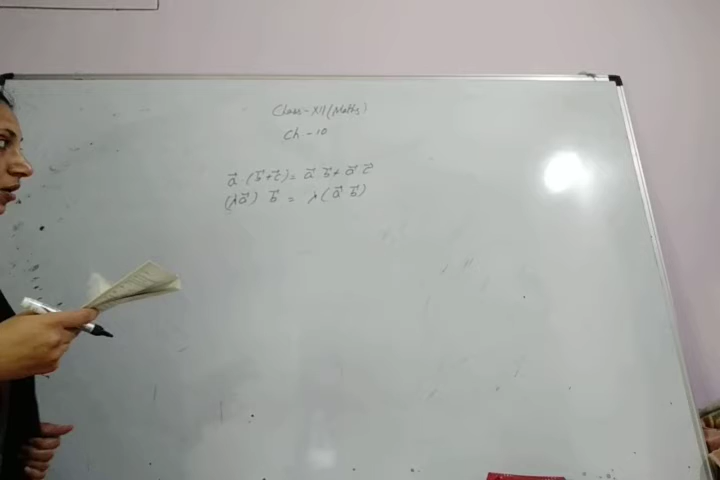 Class-XII (Maths)
Ch-10
a⃗.(b⃗+c⃗)= a⃗ b⃗ + a⃗ c⃗
(λa⃗) b⃗ = λ(a⃗ b⃗)